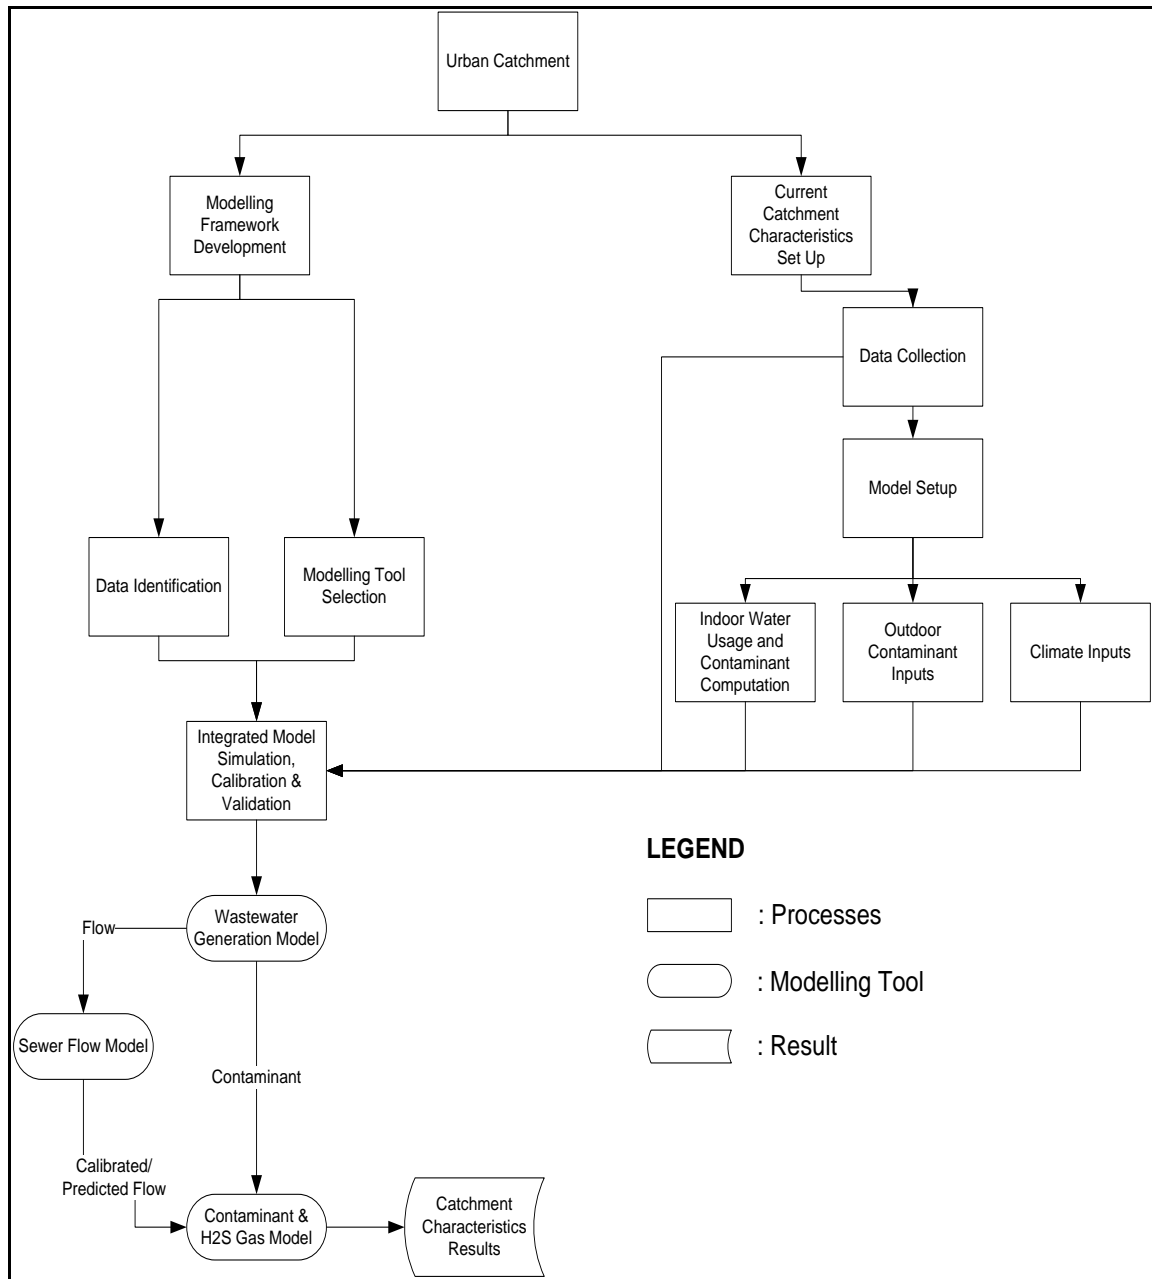 Urban Catchment
Modelling
Framework
Development
Current
Catchment
Characteristics
Set Up
Data Collection
Model Setup
Data Identification
Modelling Tool
Selection
Indoor Water
Usage and
Contaminant
Computation
Outdoor
Contaminant
Inputs
Climate Inputs
Integrated Model
Simulation,
Calibration &
Validation
LEGEND
: Processes
: Modelling Tool
: Result
Wastewater
Generation Model
Flow
Sewer Flow Model
Contaminant
Calibrated/
Predicted Flow
Contaminant &
H2S Gas Model
Catchment
Characteristics
Results